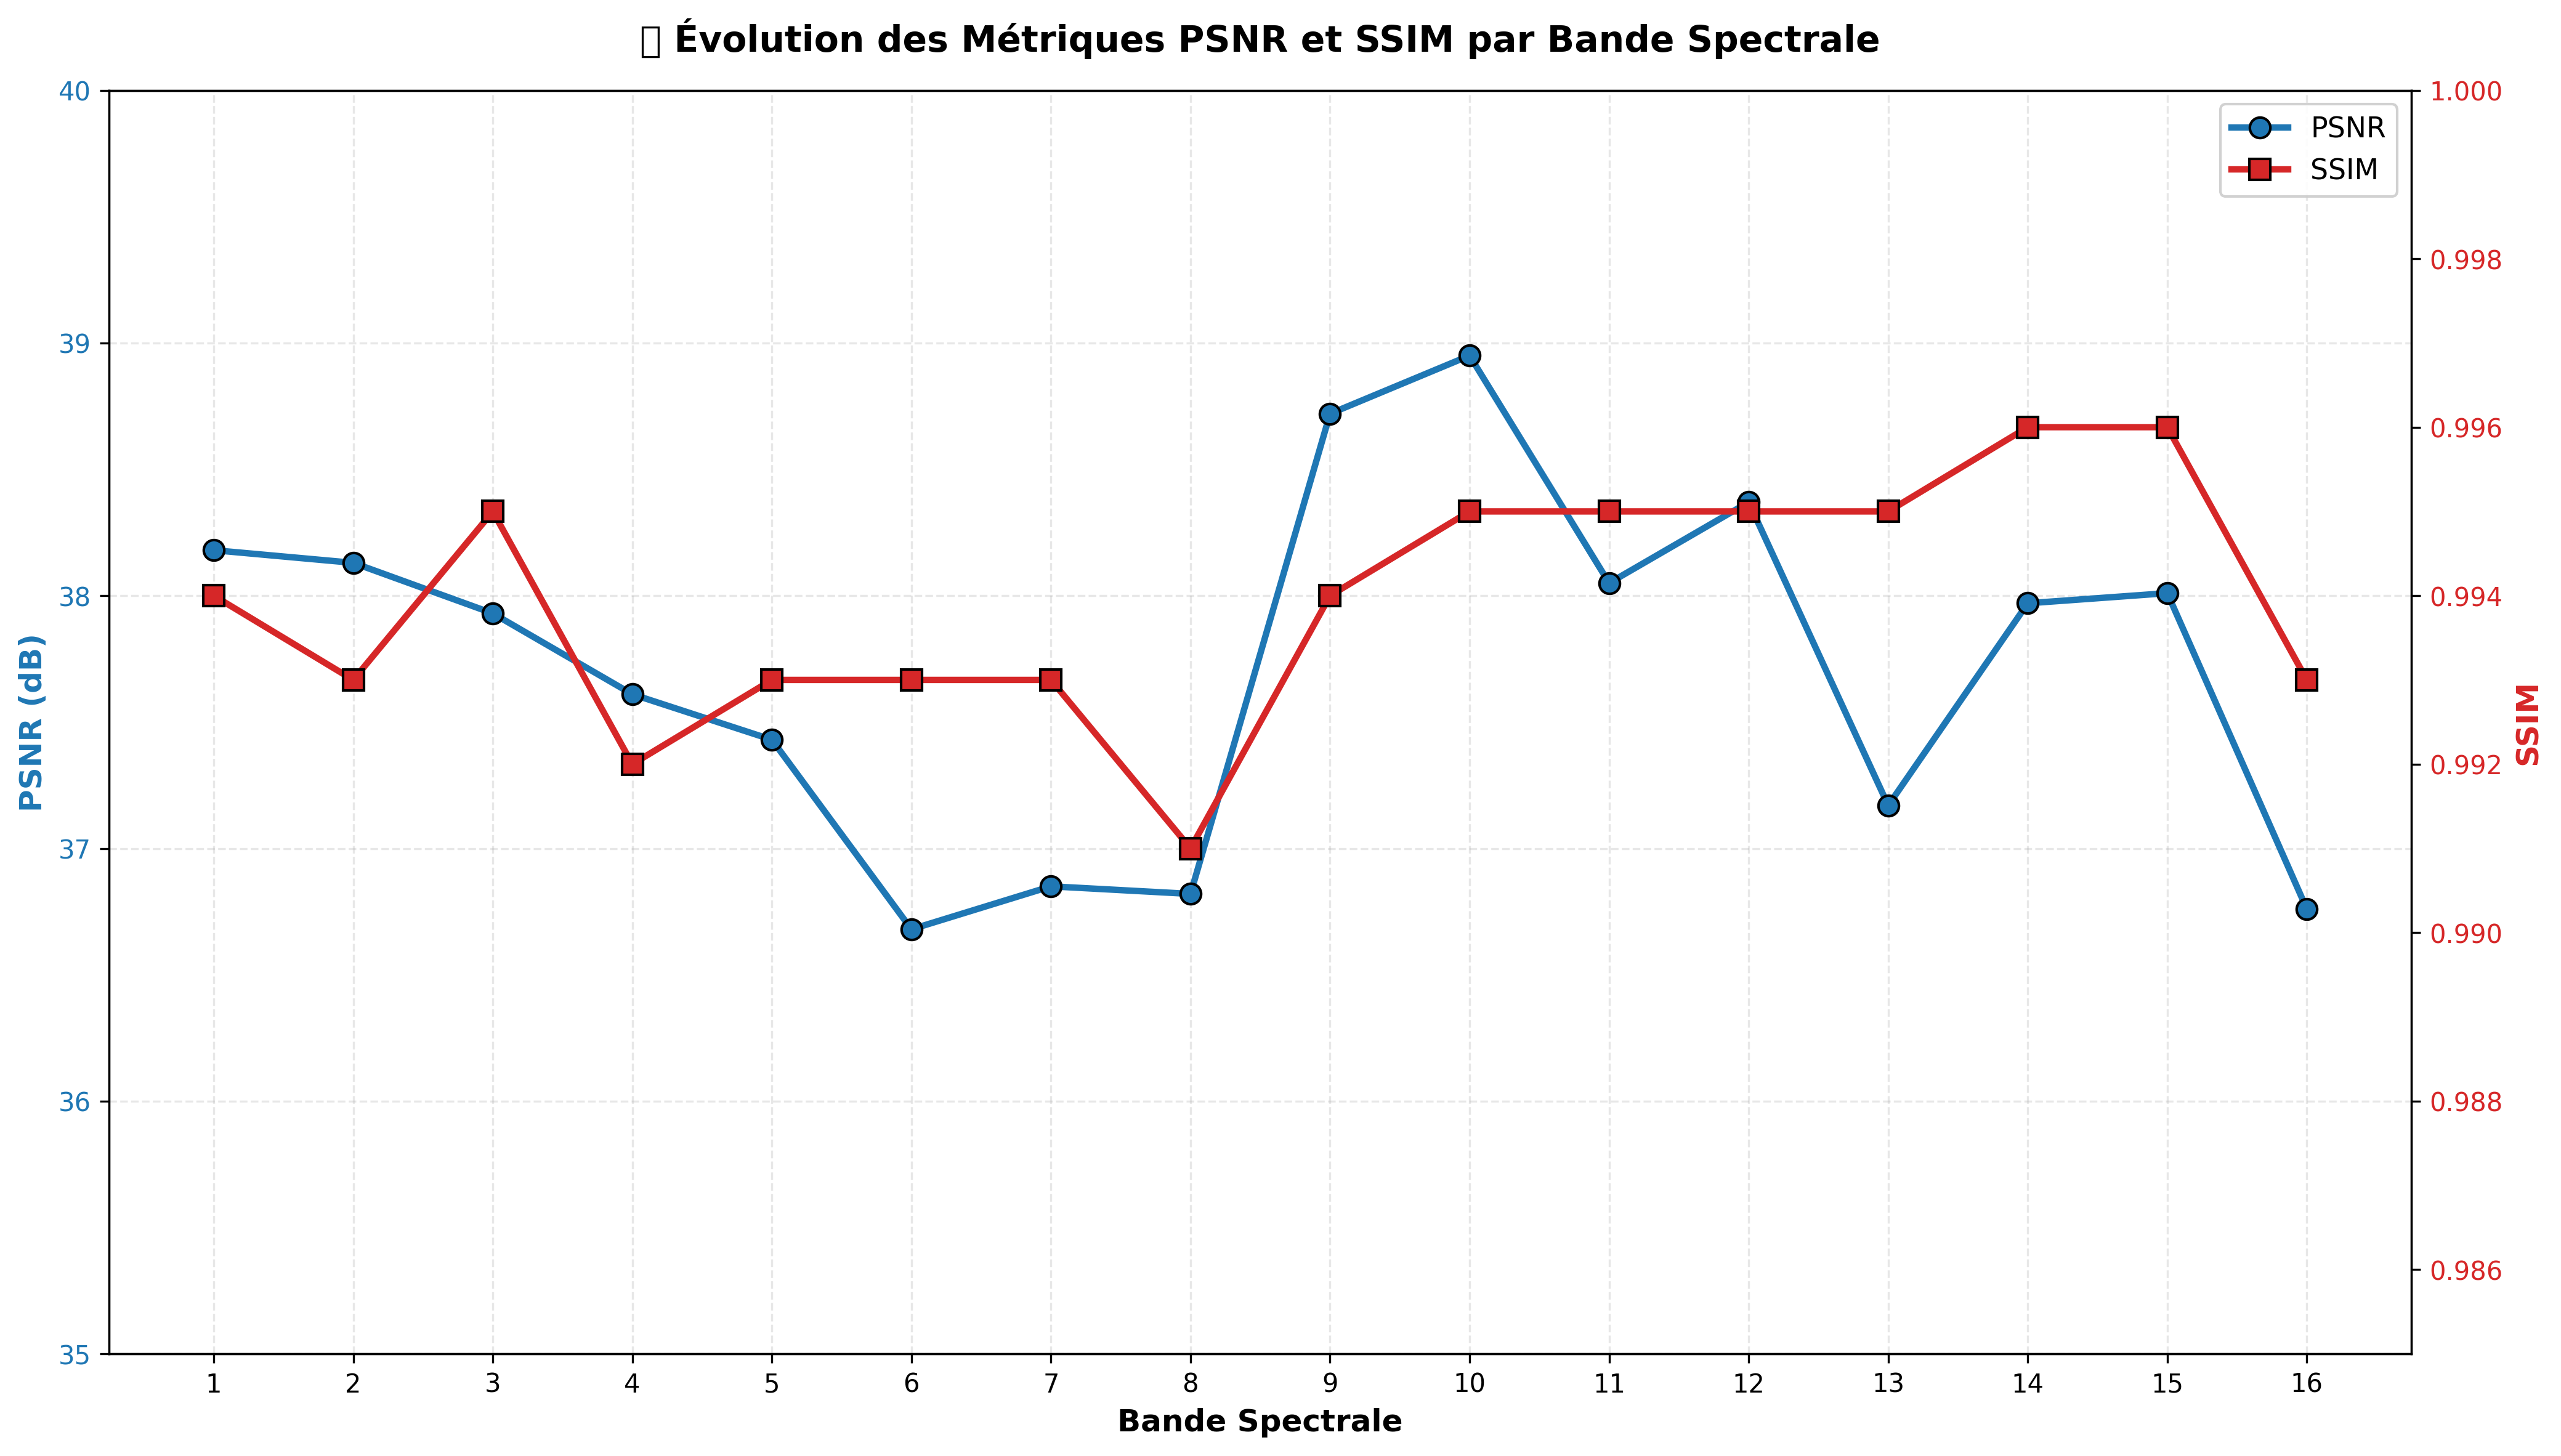 Évolution des Métriques PSNR et SSIM par Bande Spectrale
PSNR
SSIM
PSNR (dB)
40
39
38
37
36
35
1.000
0.998
0.996
0.994
0.992
0.990
0.988
0.986
SSIM
1 2 3 4 5 6 7 8 9 10 11 12 13 14 15 16
Bande Spectrale